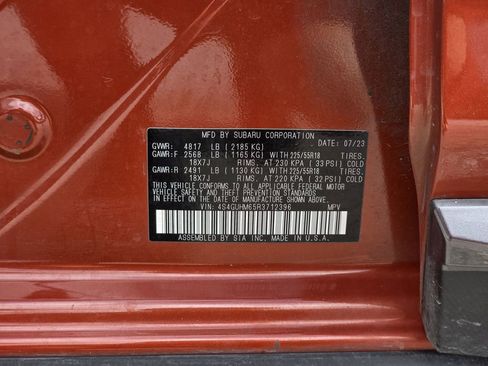 MFD BY SUBARU CORPORATION DATE: 07/23
GVWR: 4817 LB ( 2185 KG)
GAWR:F 2568 LB ( 1165 KG) WITH 225/55R18 TIRES,
18X7J RIMS, AT 230 KPA ( 33 PSI) COLD
GAWR:R 2491 LB ( 1130 KG) WITH 225/55R18 TIRES,
18X7J RIMS, AT 220 KPA ( 32 PSI) COLD
THIS VEHICLE CONFORMS TO ALL APPLICABLE FEDERAL MOTOR
VEHICLE SAFETY AND THEFT PREVENTION STANDARDS
IN EFFECT ON THE DATE OF MANUFACTURE SHOWN ABOVE.
VIN: 4S4GUHM65R3712396 MPV
ASSEMBLED BY SIA INC. MADE IN U.S.A.